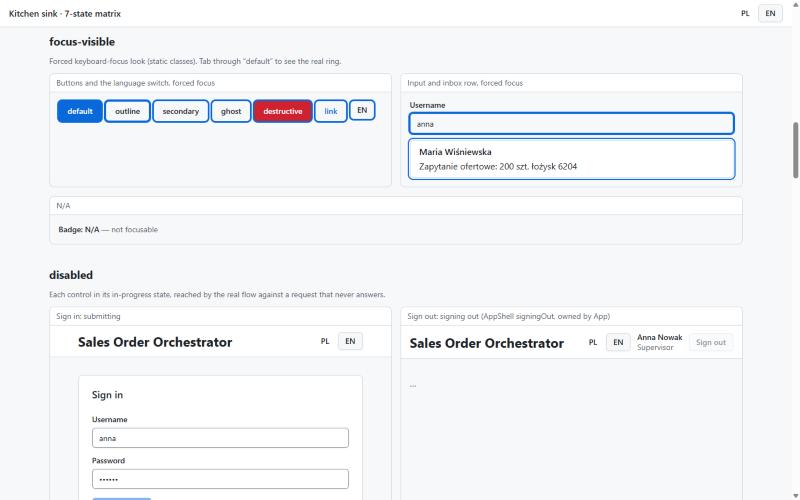 Kitchen sink · 7-state matrix
PL EN
focus-visible
Forced keyboard-focus look (static classes). Tab through "default" to see the real ring.
Buttons and the language switch, forced focus
default outline secondary ghost destructive link EN
Input and inbox row, forced focus
Username
anna
Maria Wiśniewska
Zapytanie ofertowe: 200 szt. łożysk 6204
N/A
Badge: N/A — not focusable
disabled
Each control in its in-progress state, reached by the real flow against a request that never answers.
Sign in: submitting
Sales Order Orchestrator
PL EN
Sign in
Username
anna
Password
••••••
Sign out: signing out (AppShell signingOut, owned by App)
Sales Order Orchestrator
PL EN
Anna Nowak
Supervisor
Sign out
...